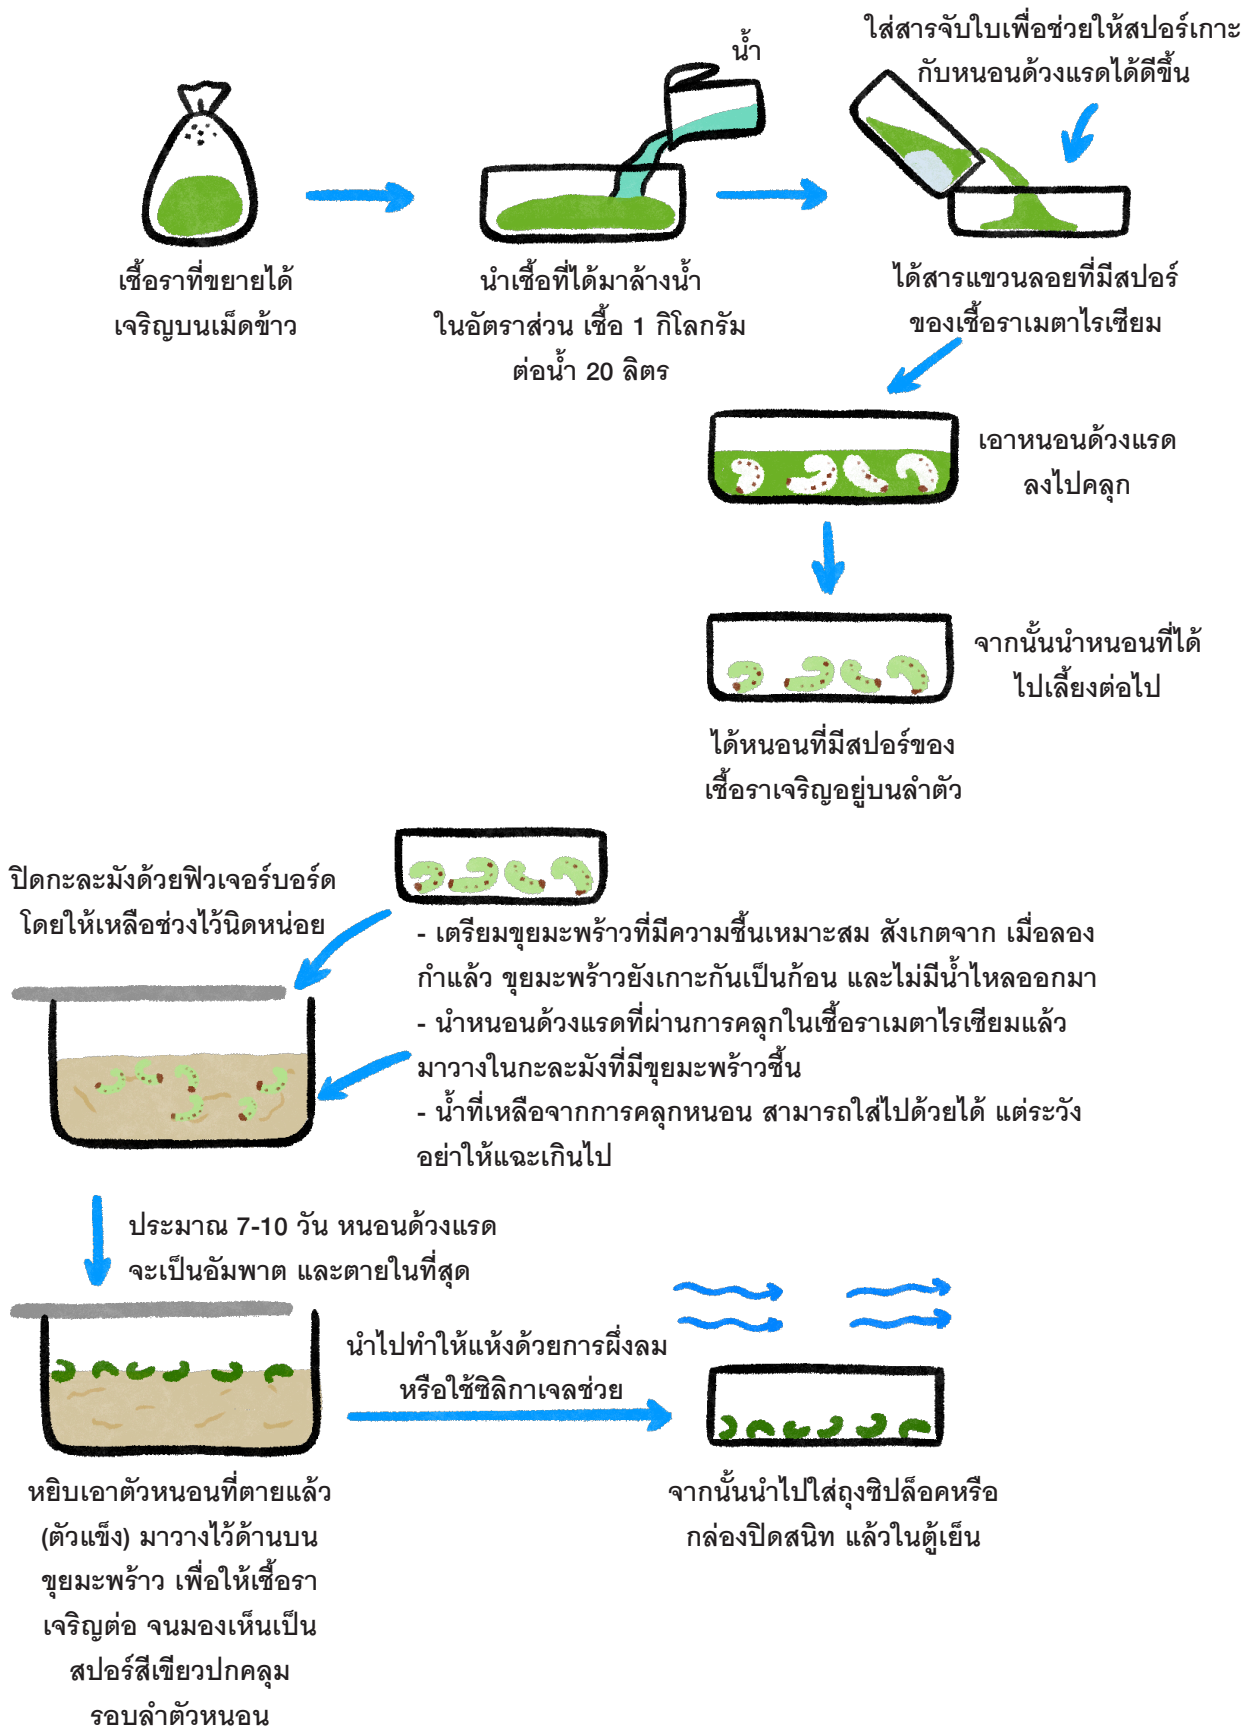 น้ำ
ใส่สารจับใบเพื่อช่วยให้สปอร์เกาะ
กับหนอนด้วงแรดได้ดีขึ้น
เชื้อราที่ขยายได้
เจริญบนเม็ดข้าว
นำเชื้อที่ได้มาล้างน้ำ
ในอัตราส่วน เชื้อ 1 กิโลกรัม
ต่อน้ำ 20 ลิตร
ได้สารแขวนลอยที่มีสปอร์
ของเชื้อราเมตาไรเซียม
เอาหนอนด้วงแรด
ลงไปคลุก
จากนั้นนำหนอนที่ได้
ไปเลี้ยงต่อไป
ได้หนอนที่มีสปอร์ของ
เชื้อราเจริญอยู่บนลำตัว
ปิดกะละมังด้วยฟิวเจอร์บอร์ด
โดยให้เหลือช่วงไว้นิดหน่อย
- เตรียมขุยมะพร้าวที่มีความชื้นเหมาะสม สังเกตจาก เมื่อลอง
กำแล้ว ขุยมะพร้าวยังเกาะกันเป็นก้อน และไม่มีน้ำไหลออกมา
- นำหนอนด้วงแรดที่ผ่านการคลุกในเชื้อราเมตาไรเซียมแล้ว
มาวางในกะละมังที่มีขุยมะพร้าวชื้น
- น้ำที่เหลือจากการคลุกหนอน สามารถใส่ไปด้วยได้ แต่ระวัง
อย่าให้แฉะเกินไป
ประมาณ 7-10 วัน หนอนด้วงแรด
จะเป็นอัมพาต และตายในที่สุด
นำไปทำให้แห้งด้วยการผึ่งลม
หรือใช้ซิลิกาเจลช่วย
หยิบเอาตัวหนอนที่ตายแล้ว
(ตัวแข็ง) มาวางไว้ด้านบน
ขุยมะพร้าว เพื่อให้เชื้อรา
เจริญต่อ จนมองเห็นเป็น
สปอร์สีเขียวปกคลุม
รอบลำตัวหนอน
จากนั้นนำไปใส่ถุงซิปล็อคหรือ
กล่องปิดสนิท แล้วในตู้เย็น